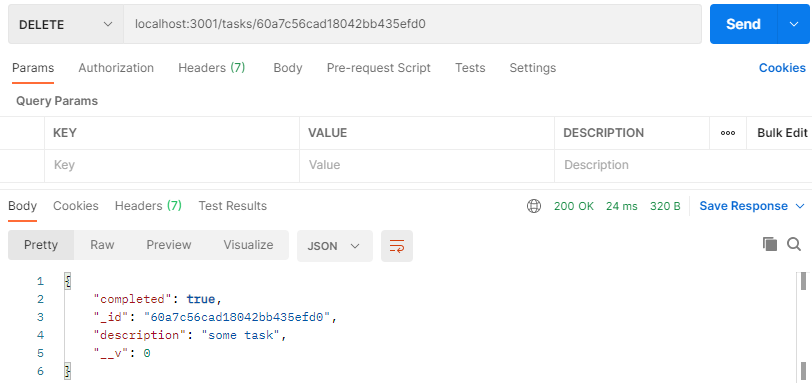 DELETE localhost:3001/tasks/60a7c56cad18042bb435efd0 Send
Params Authorization Headers (7) Body Pre-request Script Tests Settings Cookies
Query Params
KEY VALUE DESCRIPTION ooo Bulk Edit
Key Value Description
Body Cookies Headers (7) Test Results 200 OK 24 ms 320 B Save Response
Pretty Raw Preview Visualize JSON
1 {
2 "completed": true,
3 "_id": "60a7c56cad18042bb435efd0",
4 "description": "some task",
5 "__v": 0
6 }